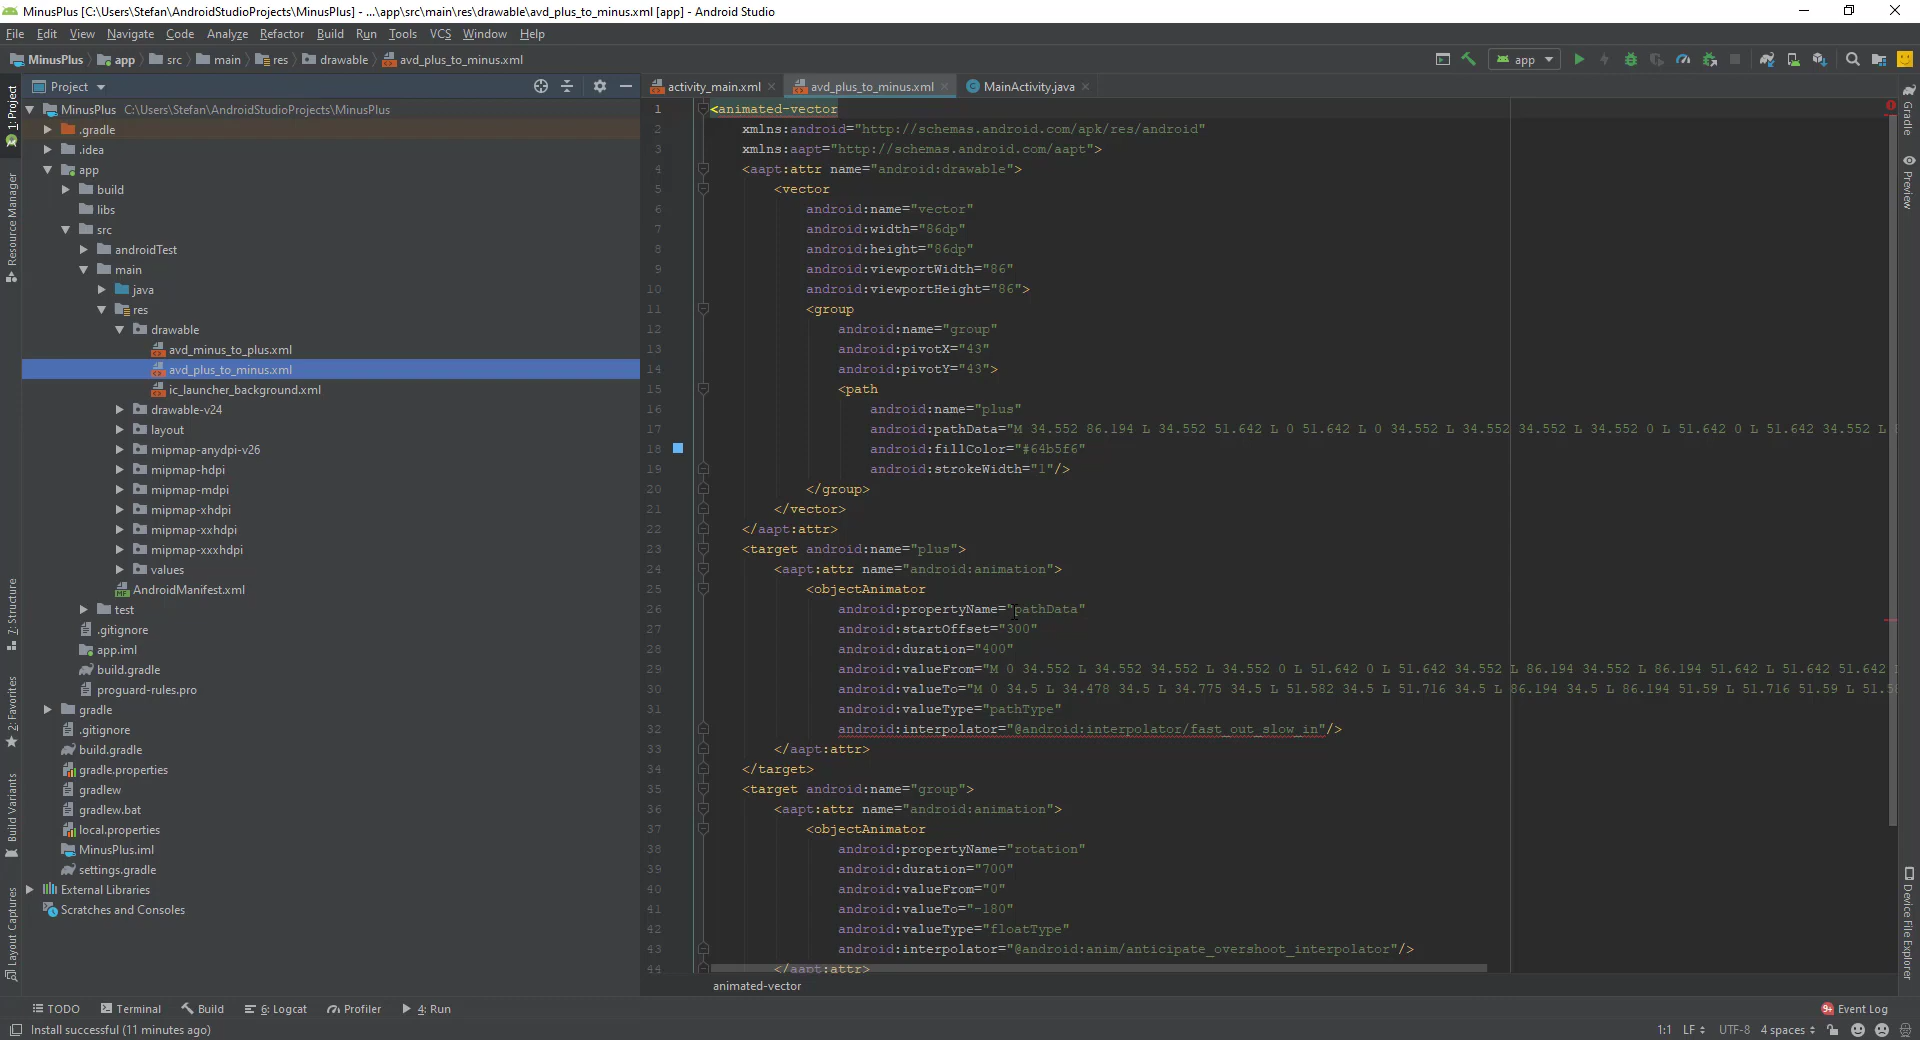 MinusPlus [C:\Users\Stefan\AndroidStudioProjects\MinusPlus] - ...\app\src\main\res\drawable\avd_plus_to_minus.xml [app] - Android Studio
File Edit View Navigate Code Analyze Refactor Build Run Tools VCS Window Help
MinusPlus app src main res drawable avd_plus_to_minus.xml
app
Project
activity_main.xml avd_plus_to_minus.xml MainActivity.java
MinusPlus C:\Users\Stefan\AndroidStudioProjects\MinusPlus
.gradle
.idea
app
build
libs
src
androidTest
main
java
res
drawable
avd_minus_to_plus.xml
avd_plus_to_minus.xml
ic_launcher_background.xml
drawable-v24
layout
mipmap-anydpi-v26
mipmap-hdpi
mipmap-mdpi
mipmap-xhdpi
mipmap-xxhdpi
mipmap-xxxhdpi
values
AndroidManifest.xml
test
.gitignore
app.iml
build.gradle
proguard-rules.pro
gradle
.gitignore
build.gradle
gradle.properties
gradlew
gradlew.bat
local.properties
MinusPlus.iml
settings.gradle
External Libraries
Scratches and Consoles
1: Project
Resource Manager
7: Structure
2: Favorites
Build Variants
Layout Captures
1 <animated-vector
2 xmlns:android="http://schemas.android.com/apk/res/android"
3 xmlns:aapt="http://schemas.android.com/aapt">
4 <aapt:attr name="android:drawable">
5 <vector
6 android:name="vector"
7 android:width="86dp"
8 android:height="86dp"
9 android:viewportWidth="86"
10 android:viewportHeight="86">
11 <group
12 android:name="group"
13 android:pivotX="43"
14 android:pivotY="43">
15 <path
16 android:name="plus"
17 android:pathData="M 34.552 86.194 L 34.552 51.642 L 0 51.642 L 0 34.552 L 34.552 34.552 L 34.552 0 L 51.642 0 L 51.642 34.552 L
18 android:fillColor="#64b5f6"
19 android:strokeWidth="1"/>
20 </group>
21 </vector>
22 </aapt:attr>
23 <target android:name="plus">
24 <aapt:attr name="android:animation">
25 <objectAnimator
26 android:propertyName="pathData"
27 android:startOffset="300"
28 android:duration="400"
29 android:valueFrom="M 0 34.552 L 34.552 34.552 L 34.552 0 L 51.642 0 L 51.642 34.552 L 86.194 34.552 L 86.194 51.642 L 51.642 51.642
30 android:valueTo="M 0 34.5 L 34.478 34.5 L 34.775 34.5 L 51.582 34.5 L 51.716 34.5 L 86.194 34.5 L 86.194 51.59 L 51.716 51.59 L 51.58
31 android:valueType="pathType"
32 android:interpolator="@android:interpolator/fast_out_slow_in"/>
33 </aapt:attr>
34 </target>
35 <target android:name="group">
36 <aapt:attr name="android:animation">
37 <objectAnimator
38 android:propertyName="rotation"
39 android:duration="700"
40 android:valueFrom="0"
41 android:valueTo="-180"
42 android:valueType="floatType"
43 android:interpolator="@android:anim/anticipate_overshoot_interpolator"/>
44 </aapt:attr>
animated-vector
Gradle
Preview
Device File Explorer
TODO Terminal Build 6: Logcat Profiler 4: Run 9+ Event Log
Install successful (11 minutes ago) 1:1 LF UTF-8 4 spaces